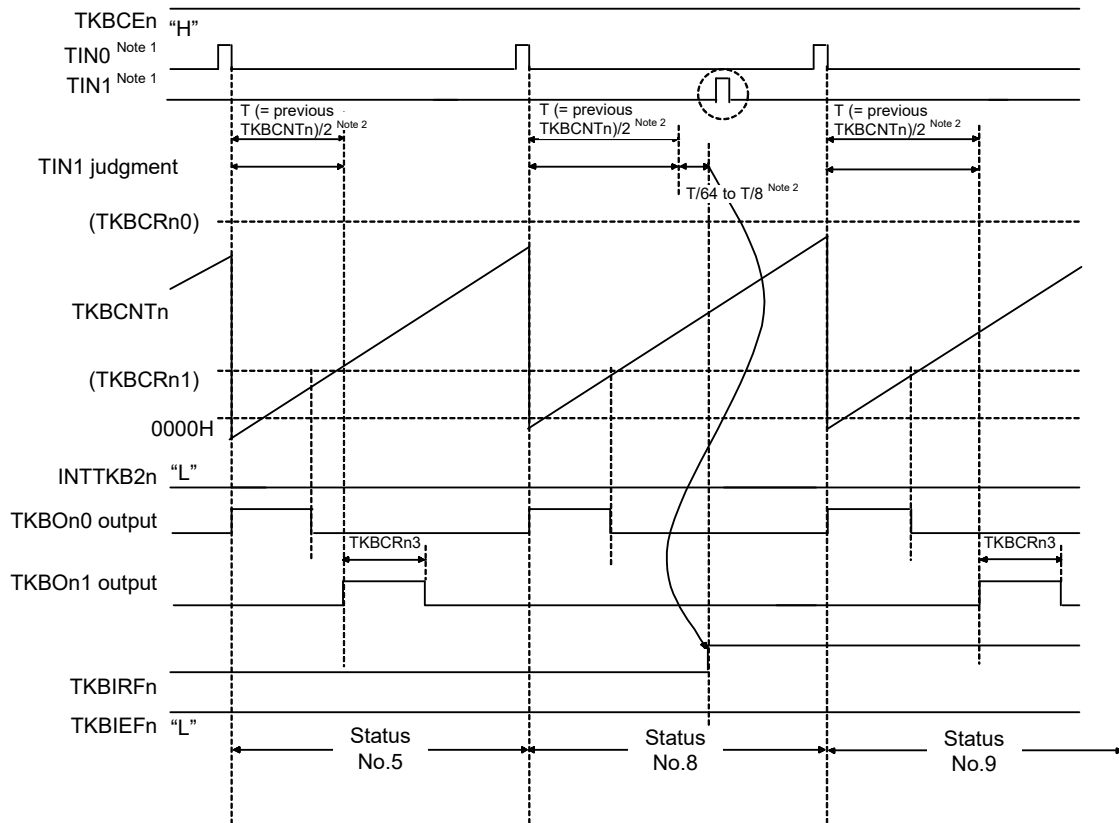 TKBCEn "H"
TIN0 Note 1
TIN1 Note 1
T (= previous
TKBCNTn)/2 Note 2
T (= previous
TKBCNTn)/2 Note 2
T (= previous
TKBCNTn)/2 Note 2
TIN1 judgment
T/64 to T/8 Note 2
(TKBCRn0)
TKBCNTn
(TKBCRn1)
0000H
INTTKB2n "L"
TKBOn0 output
TKBCRn3
TKBCRn3
TKBOn1 output
TKBIRFn
TKBIEFn "L"
Status
No.5
Status
No.8
Status
No.9